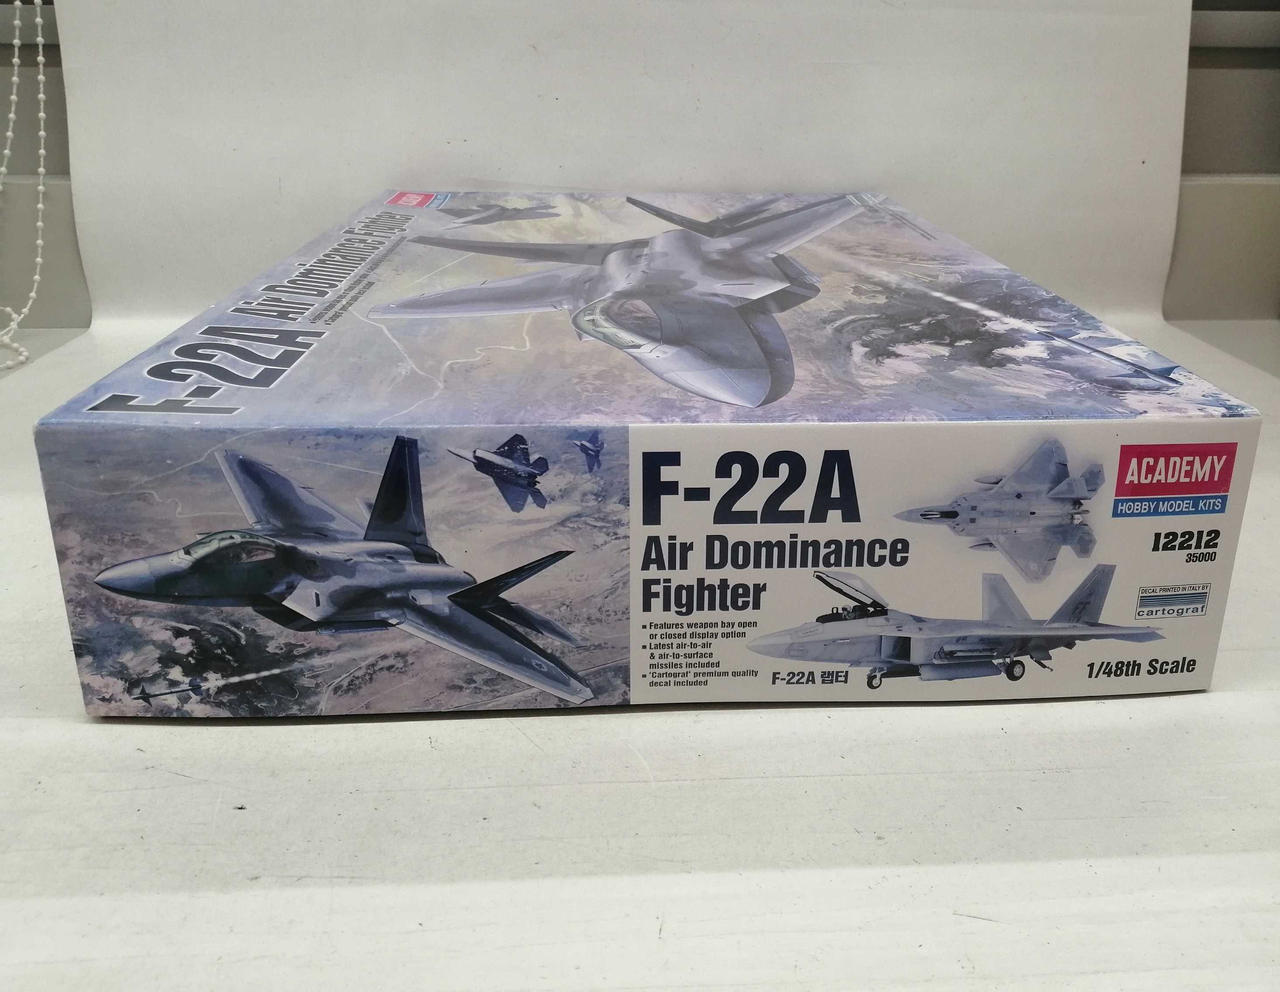 ACADEMY
F-22A Air Dominance Fighter
F-22A
Air Dominance
Fighter
▪ Features weapon bay open
or closed display option
▪ Latest air-to-air
& air-to-surface
missiles included
▪ 'Cartograf' premium quality
decal included
F-22A 랩터
FF
ACADEMY
HOBBY MODEL KITS
12212
35000
DECAL PRINTED IN ITALY BY
cartograf
1/48th Scale